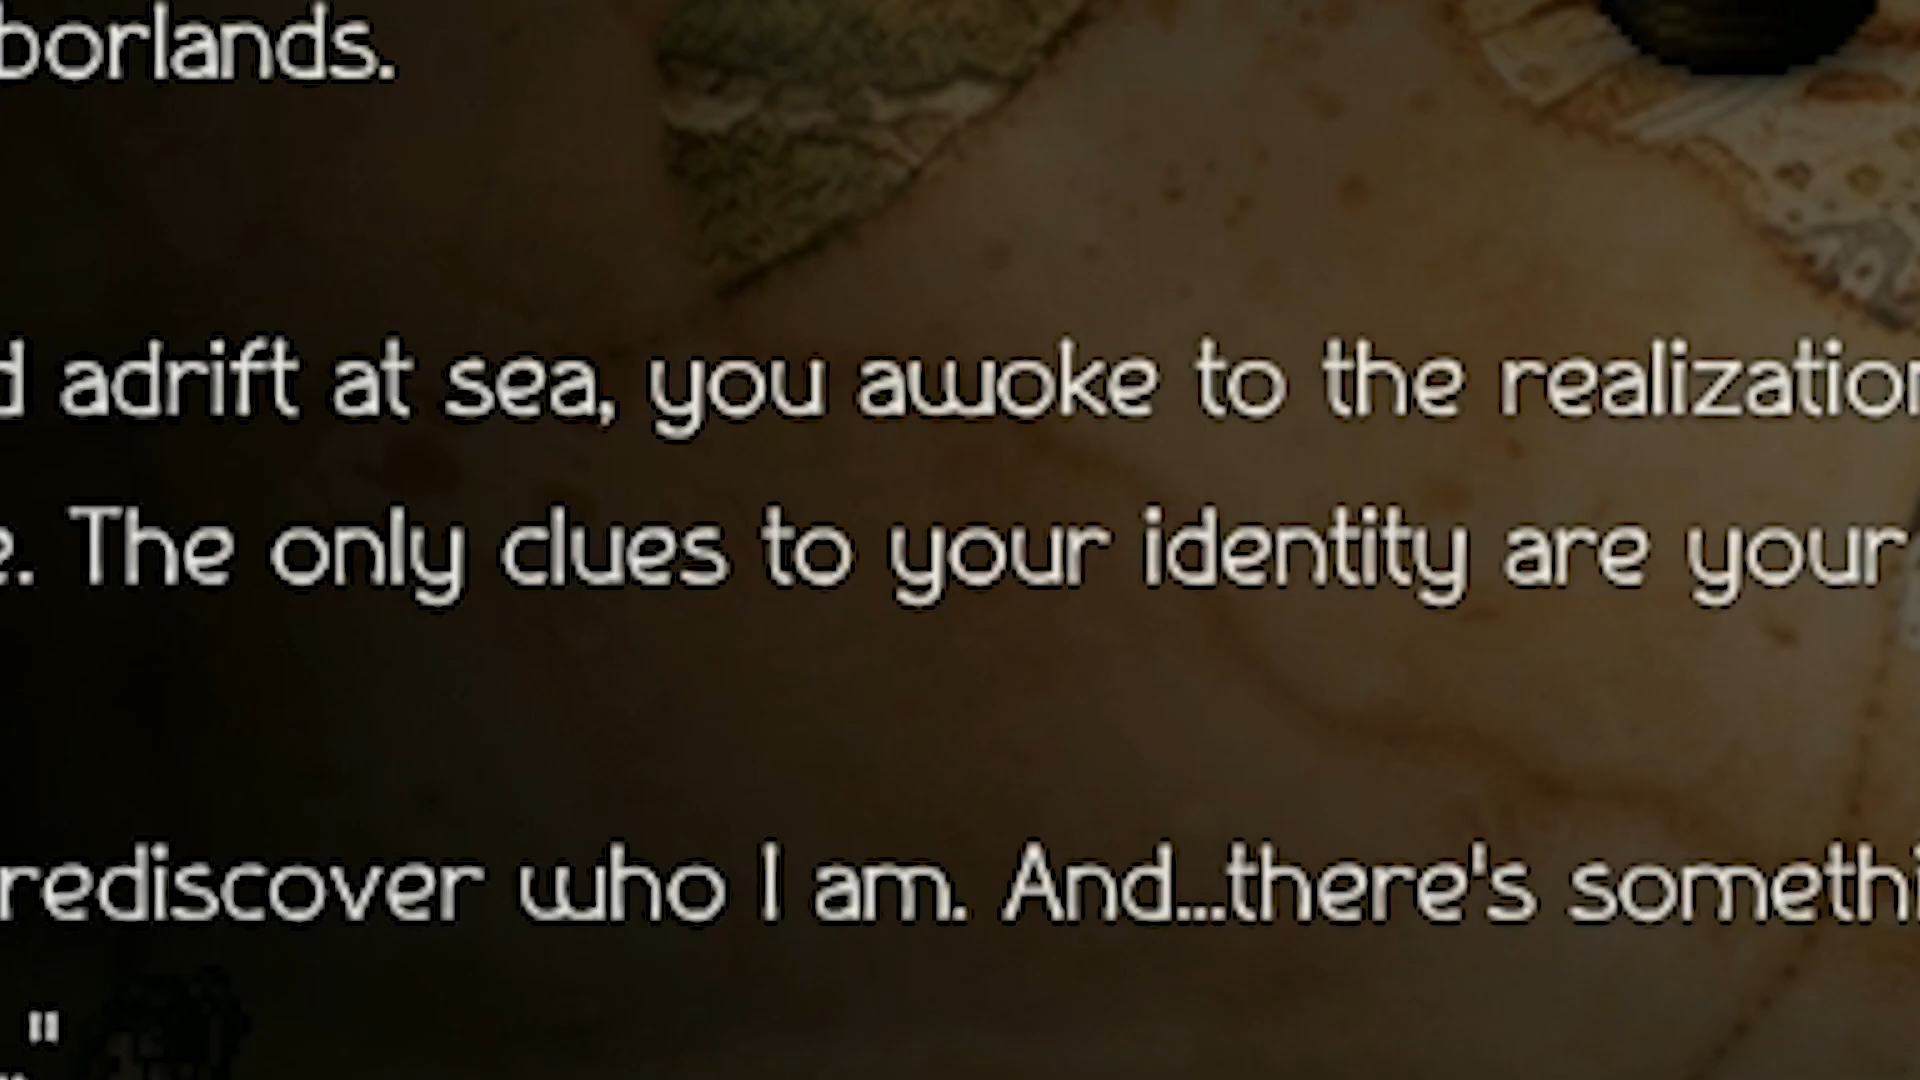 borlands.
d adrift at sea, you awoke to the realization
e. The only clues to your identity are your
rediscover who I am. And...there's somethi
"